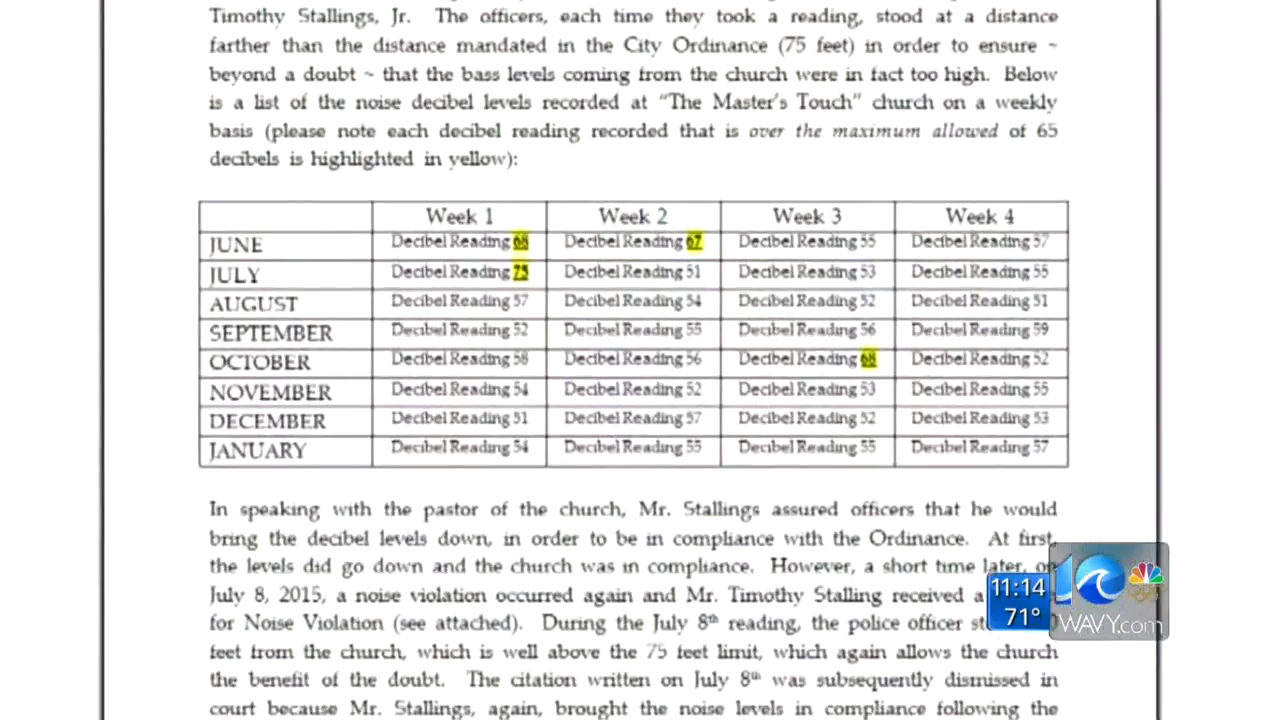 Timothy Stallings, Jr. The officers, each time they took a reading, stood at a distance
farther than the distance mandated in the City Ordinance (75 feet) in order to ensure ~
beyond a doubt ~ that the bass levels coming from the church were in fact too high. Below
is a list of the noise decibel levels recorded at "The Master's Touch" church on a weekly
basis (please note each decibel reading recorded that is over the maximum allowed of 65
decibels is highlighted in yellow):
Week 1 Week 2 Week 3 Week 4
JUNE Decibel Reading 68 Decibel Reading 67 Decibel Reading 55 Decibel Reading 57
JULY Decibel Reading 75 Decibel Reading 51 Decibel Reading 53 Decibel Reading 55
AUGUST Decibel Reading 57 Decibel Reading 54 Decibel Reading 52 Decibel Reading 51
SEPTEMBER Decibel Reading 52 Decibel Reading 55 Decibel Reading 56 Decibel Reading 59
OCTOBER Decibel Reading 58 Decibel Reading 56 Decibel Reading 68 Decibel Reading 52
NOVEMBER Decibel Reading 54 Decibel Reading 52 Decibel Reading 53 Decibel Reading 55
DECEMBER Decibel Reading 51 Decibel Reading 57 Decibel Reading 52 Decibel Reading 53
JANUARY Decibel Reading 54 Decibel Reading 55 Decibel Reading 55 Decibel Reading 57
In speaking with the pastor of the church, Mr. Stallings assured officers that he would
bring the decibel levels down, in order to be in compliance with the Ordinance. At first,
the levels did go down and the church was in compliance. However, a short time later, on
July 8, 2015, a noise violation occurred again and Mr. Timothy Stalling received a
for Noise Violation (see attached). During the July 8th reading, the police officer
feet from the church, which is well above the 75 feet limit, which again allows the church
the benefit of the doubt. The citation written on July 8th was subsequently dismissed in
court because Mr. Stallings, again, brought the noise levels in compliance following the
11:14
71°
10
WAVY.com